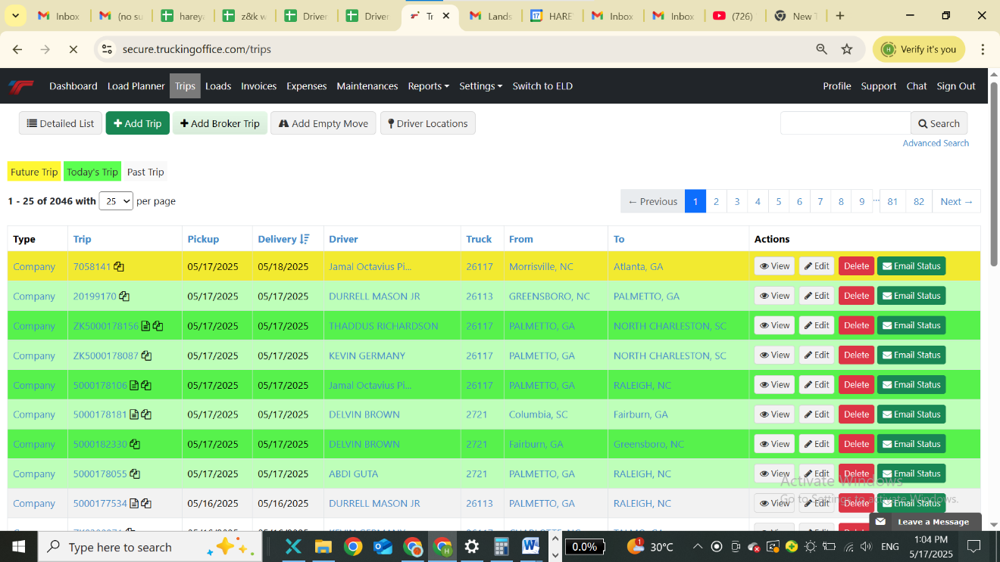 Inbox
(no su
hareya
z&k w
Driver
Driver
Tr
Lands
HARE
Inbox
Inbox
(726)
New T
secure.truckingoffice.com/trips
Verify it's you
Dashboard Load Planner Trips Loads Invoices Expenses Maintenances Reports Settings Switch to ELD Profile Support Chat Sign Out
Detailed List + Add Trip + Add Broker Trip Add Empty Move Driver Locations Search
Advanced Search
Future Trip Today's Trip Past Trip
1 - 25 of 2046 with 25 per page ← Previous 1 2 3 4 5 6 7 8 9 … 81 82 Next →
Type Trip Pickup Delivery Driver Truck From To Actions
Company 7058141 05/17/2025 05/18/2025 Jamal Octavius Pi... 26117 Morrisville, NC Atlanta, GA View Edit Delete Email Status
Company 20199170 05/17/2025 05/17/2025 DURRELL MASON JR 26113 GREENSBORO, NC PALMETTO, GA View Edit Delete Email Status
Company ZK5000178156 05/17/2025 05/17/2025 THADDUS RICHARDSON 26117 PALMETTO, GA NORTH CHARLESTON, SC View Edit Delete Email Status
Company ZK5000178087 05/17/2025 05/17/2025 KEVIN GERMANY 26117 PALMETTO, GA NORTH CHARLESTON, SC View Edit Delete Email Status
Company 5000178106 05/17/2025 05/17/2025 Jamal Octavius Pi... 26117 PALMETTO, GA RALEIGH, NC View Edit Delete Email Status
Company 5000178181 05/17/2025 05/17/2025 DELVIN BROWN 2721 Columbia, SC Fairburn, GA View Edit Delete Email Status
Company 5000182330 05/17/2025 05/17/2025 DELVIN BROWN 2721 Fairburn, GA Greensboro, NC View Edit Delete Email Status
Company 5000178055 05/17/2025 05/17/2025 ABDI GUTA 2721 PALMETTO, GA RALEIGH, NC View Edit Delete Email Status
Activate Windows
Company 5000177534 05/16/2025 05/16/2025 DURRELL MASON JR 26113 PALMETTO, GA RALEIGH, NC View Edit Delete Email Status
Go to Settings to activate Windows.
Leave a Message
Type here to search 0.0% 1 30°C ENG 1:04 PM
5/17/2025